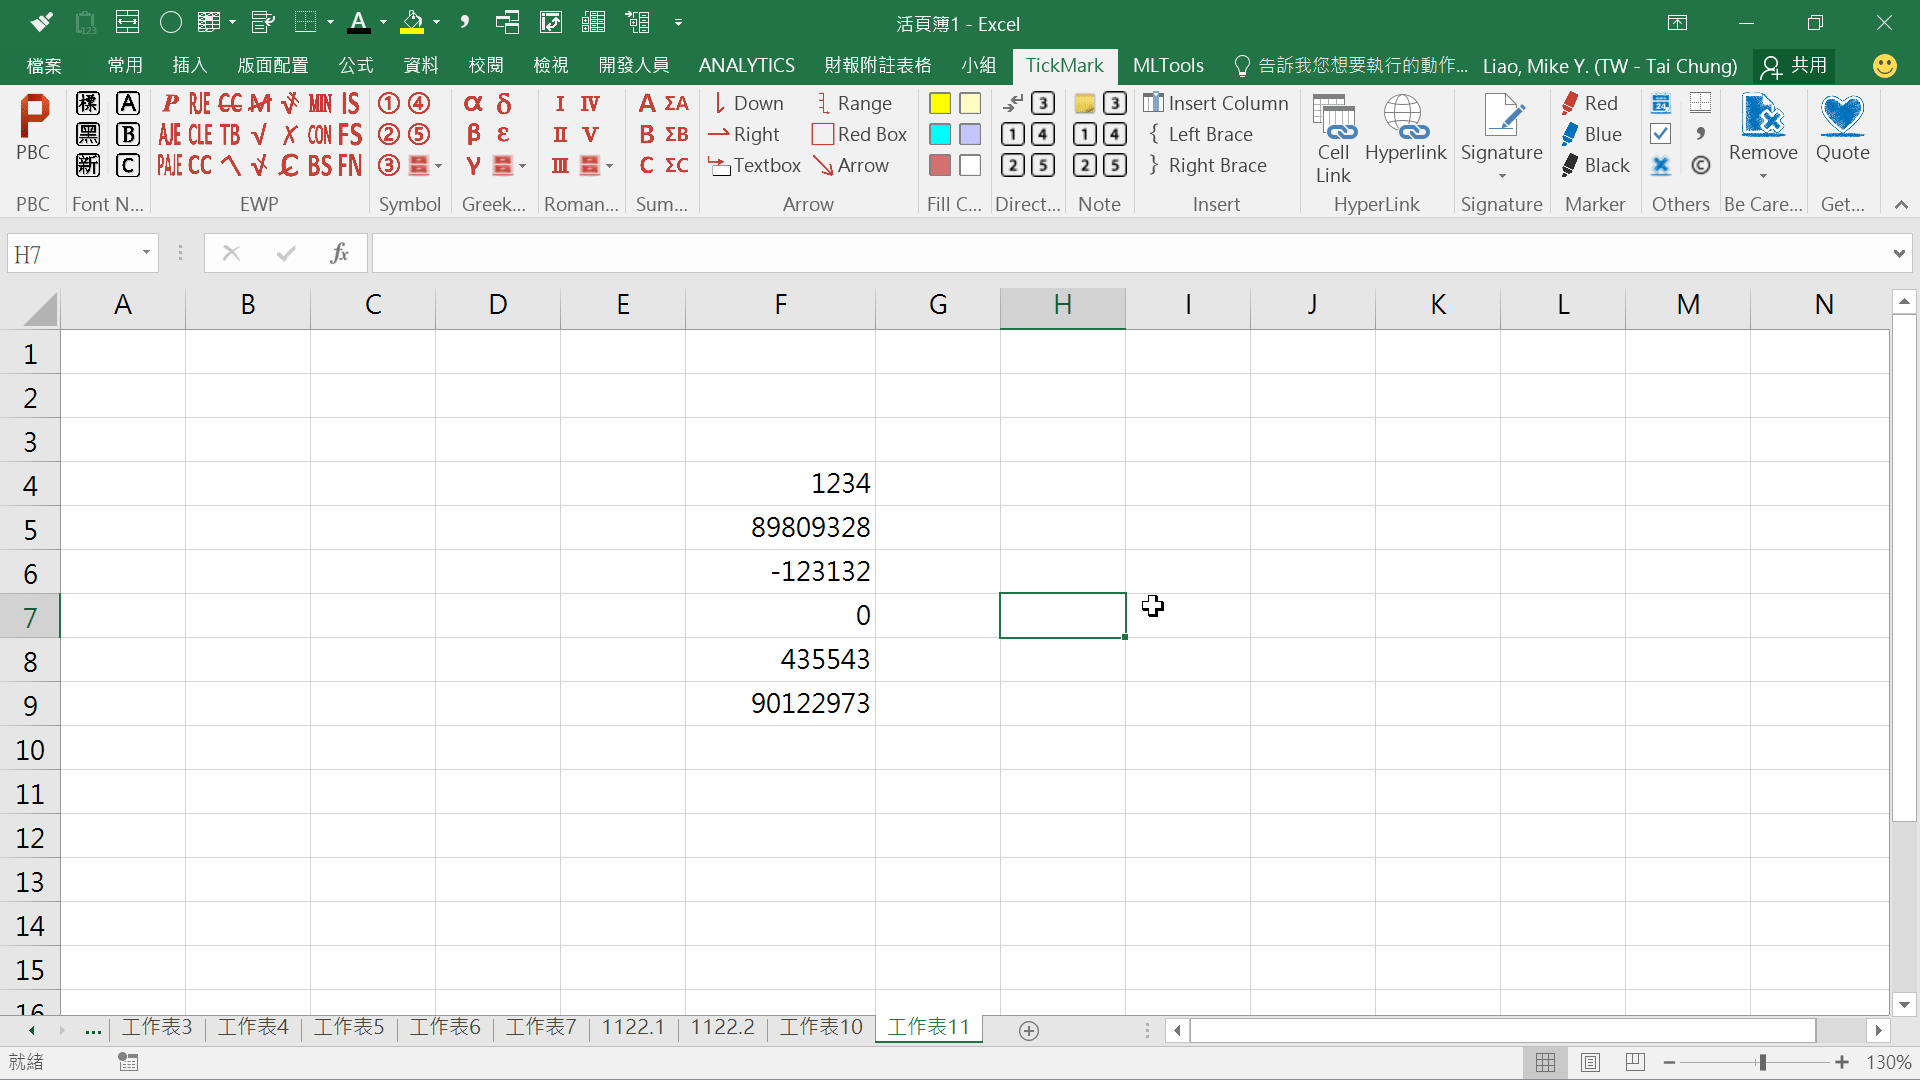 活頁簿1 - Excel
檔案 常用 插入 版面配置 公式 資料 校閱 檢視 開發人員 ANALYTICS 財報附註表格 小組 TickMark MLTools 告訴我您想要執行的動作... Liao, Mike Y. (TW - Tai Chung) 共用
P 標 A P RJE CC M MIN IS ① ④ α δ I IV A ΣA Down Range 3 3 Insert Column Red 24
PBC 黑 B AJE CLE TB √ X CON FS ② ⑤ β ε II V B ΣB Right Red Box 1 4 1 4 { Left Brace Cell Link Hyperlink Signature Blue Remove Quote
新 C PAJE CC BS FN ③ γ III C ΣC Textbox Arrow 2 5 2 5 } Right Brace Black ©
PBC Font N... EWP Symbol Greek... Roman... Sum... Arrow Fill C... Direct... Note Insert HyperLink Signature Marker Others Be Care... Get...
H7 fx
A B C D E F G H I J K L M N
1
2
3
4 1234
5 89809328
6 -123132
7 0
8 435543
9 90122973
10
11
12
13
14
15
16
... 工作表3 工作表4 工作表5 工作表6 工作表7 1122.1 1122.2 工作表10 工作表11
就緒 130%